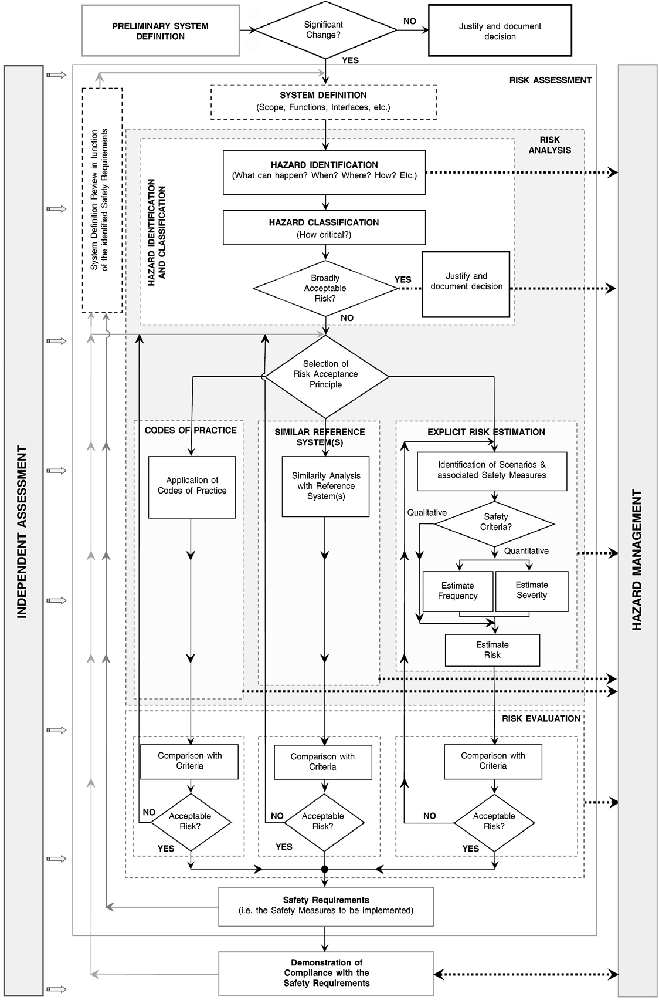 PRELIMINARY SYSTEM
DEFINITION
Significant
Change?
NO
Justify and document
decision
YES
RISK ASSESSMENT
SYSTEM DEFINITION
(Scope, Functions, Interfaces, etc.)
System Definition Review in function
of the identified Safety Requirements
RISK
ANALYSIS
HAZARD IDENTIFICATION
AND CLASSIFICATION
HAZARD IDENTIFICATION
(What can happen? When? Where? How? Etc.)
HAZARD CLASSIFICATION
(How critical?)
Broadly
Acceptable
Risk?
YES
Justify and
document decision
NO
Selection of
Risk Acceptance
Principle
INDEPENDENT ASSESSMENT
HAZARD MANAGEMENT
CODES OF PRACTICE
Application of
Codes of Practice
SIMILAR REFERENCE
SYSTEM(S)
Similarity Analysis
with Reference
System(s)
EXPLICIT RISK ESTIMATION
Identification of Scenarios &
associated Safety Measures
Qualitative
Safety
Criteria?
Quantitative
Estimate
Frequency
Estimate
Severity
Estimate
Risk
RISK EVALUATION
Comparison with
Criteria
Comparison with
Criteria
Comparison with
Criteria
NO
Acceptable
Risk?
YES
NO
Acceptable
Risk?
YES
NO
Acceptable
Risk?
YES
Safety Requirements
(i.e. the Safety Measures to be implemented)
Demonstration of
Compliance with the
Safety Requirements